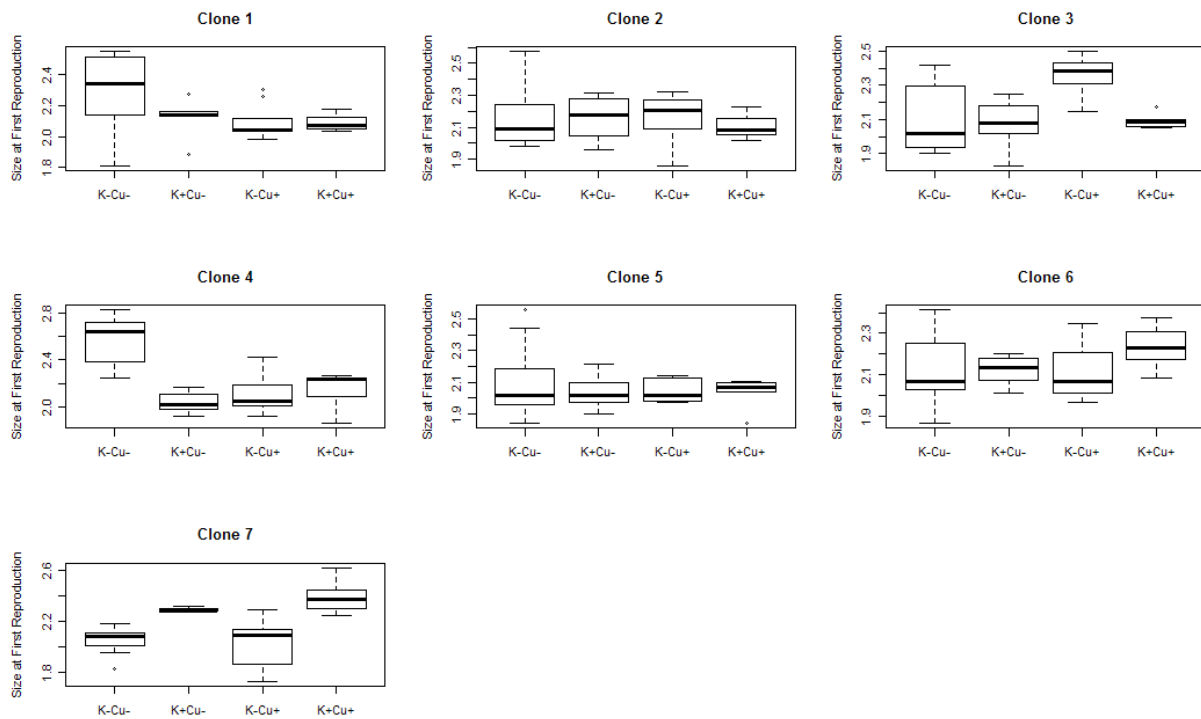 Clone 1
Size at First Reproduction
1.8 2.0 2.2 2.4
K−Cu− K+Cu− K−Cu+ K+Cu+
Clone 2
Size at First Reproduction
1.9 2.1 2.3 2.5
K−Cu− K+Cu− K−Cu+ K+Cu+
Clone 3
Size at First Reproduction
1.9 2.1 2.3 2.5
K−Cu− K+Cu− K−Cu+ K+Cu+
Clone 4
Size at First Reproduction
2.0 2.4 2.8
K−Cu− K+Cu− K−Cu+ K+Cu+
Clone 5
Size at First Reproduction
1.9 2.1 2.3 2.5
K−Cu− K+Cu− K−Cu+ K+Cu+
Clone 6
Size at First Reproduction
1.9 2.1 2.3
K−Cu− K+Cu− K−Cu+ K+Cu+
Clone 7
Size at First Reproduction
1.8 2.2 2.6
K−Cu− K+Cu− K−Cu+ K+Cu+